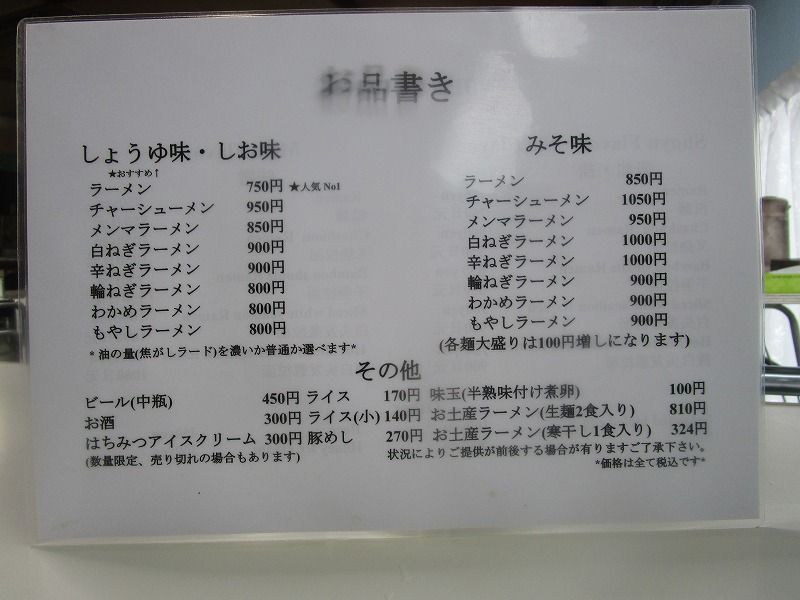 お品書き
しょうゆ味・しお味
★おすすめ↑
ラーメン 750円 ★人気 No1
チャーシューメン 950円
メンマラーメン 850円
白ねぎラーメン 900円
辛ねぎラーメン 900円
輪ねぎラーメン 800円
わかめラーメン 800円
もやしラーメン 800円
*油の量(焦がしラード)を濃いか普通か選べます*
みそ味
ラーメン 850円
チャーシューメン 1050円
メンマラーメン 950円
白ねぎラーメン 1000円
辛ねぎラーメン 1000円
輪ねぎラーメン 900円
わかめラーメン 900円
もやしラーメン 900円
(各麺大盛りは100円増しになります)
その他
ビール(中瓶) 450円 ライス 170円 味玉(半熟味付け煮卵) 100円
お酒 300円 ライス(小) 140円 お土産ラーメン(生麺2食入り) 810円
はちみつアイスクリーム 300円 豚めし 270円 お土産ラーメン(寒干し1食入り) 324円
(数量限定、売り切れの場合もあります) 状況によりご提供が前後する場合が有りますご了承下さい。
*価格は全て税込です*